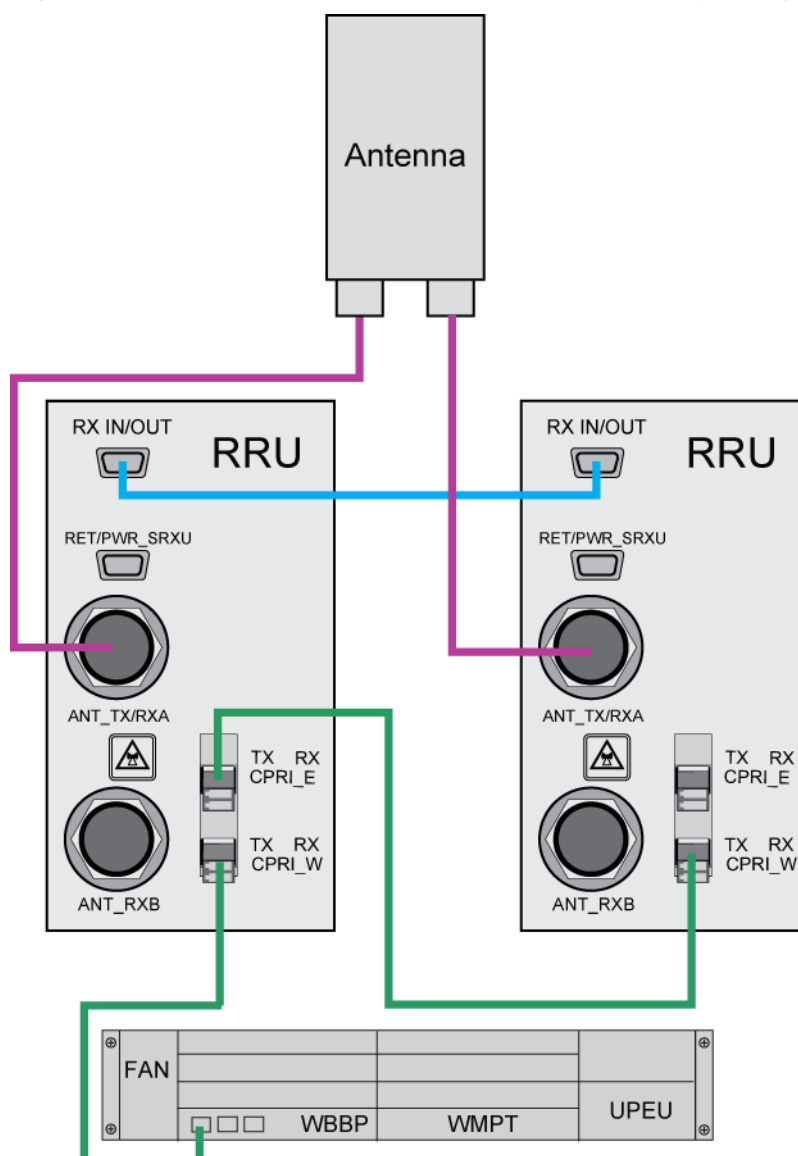 Antenna
RX IN/OUT
RRU
RET/PWR_SRXU
ANT_TX/RXA
TX RX
CPRI_E
TX RX
CPRI_W
ANT_RXB
RX IN/OUT
RRU
RET/PWR_SRXU
ANT_TX/RXA
TX RX
CPRI_E
TX RX
CPRI_W
ANT_RXB
FAN
WBBP
WMPT
UPEU